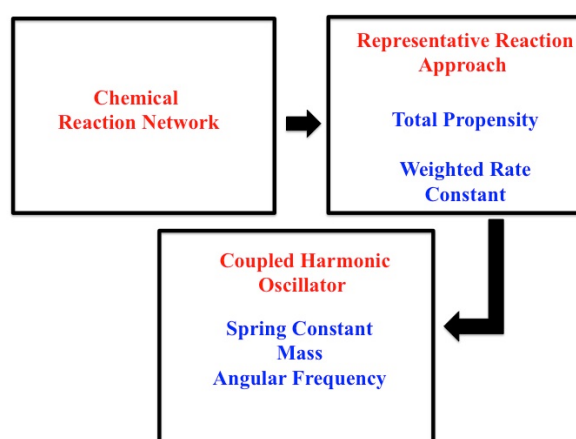 Chemical
Reaction Network
Representative Reaction
Approach
Total Propensity
Weighted Rate
Constant
Coupled Harmonic
Oscillator
Spring Constant
Mass
Angular Frequency